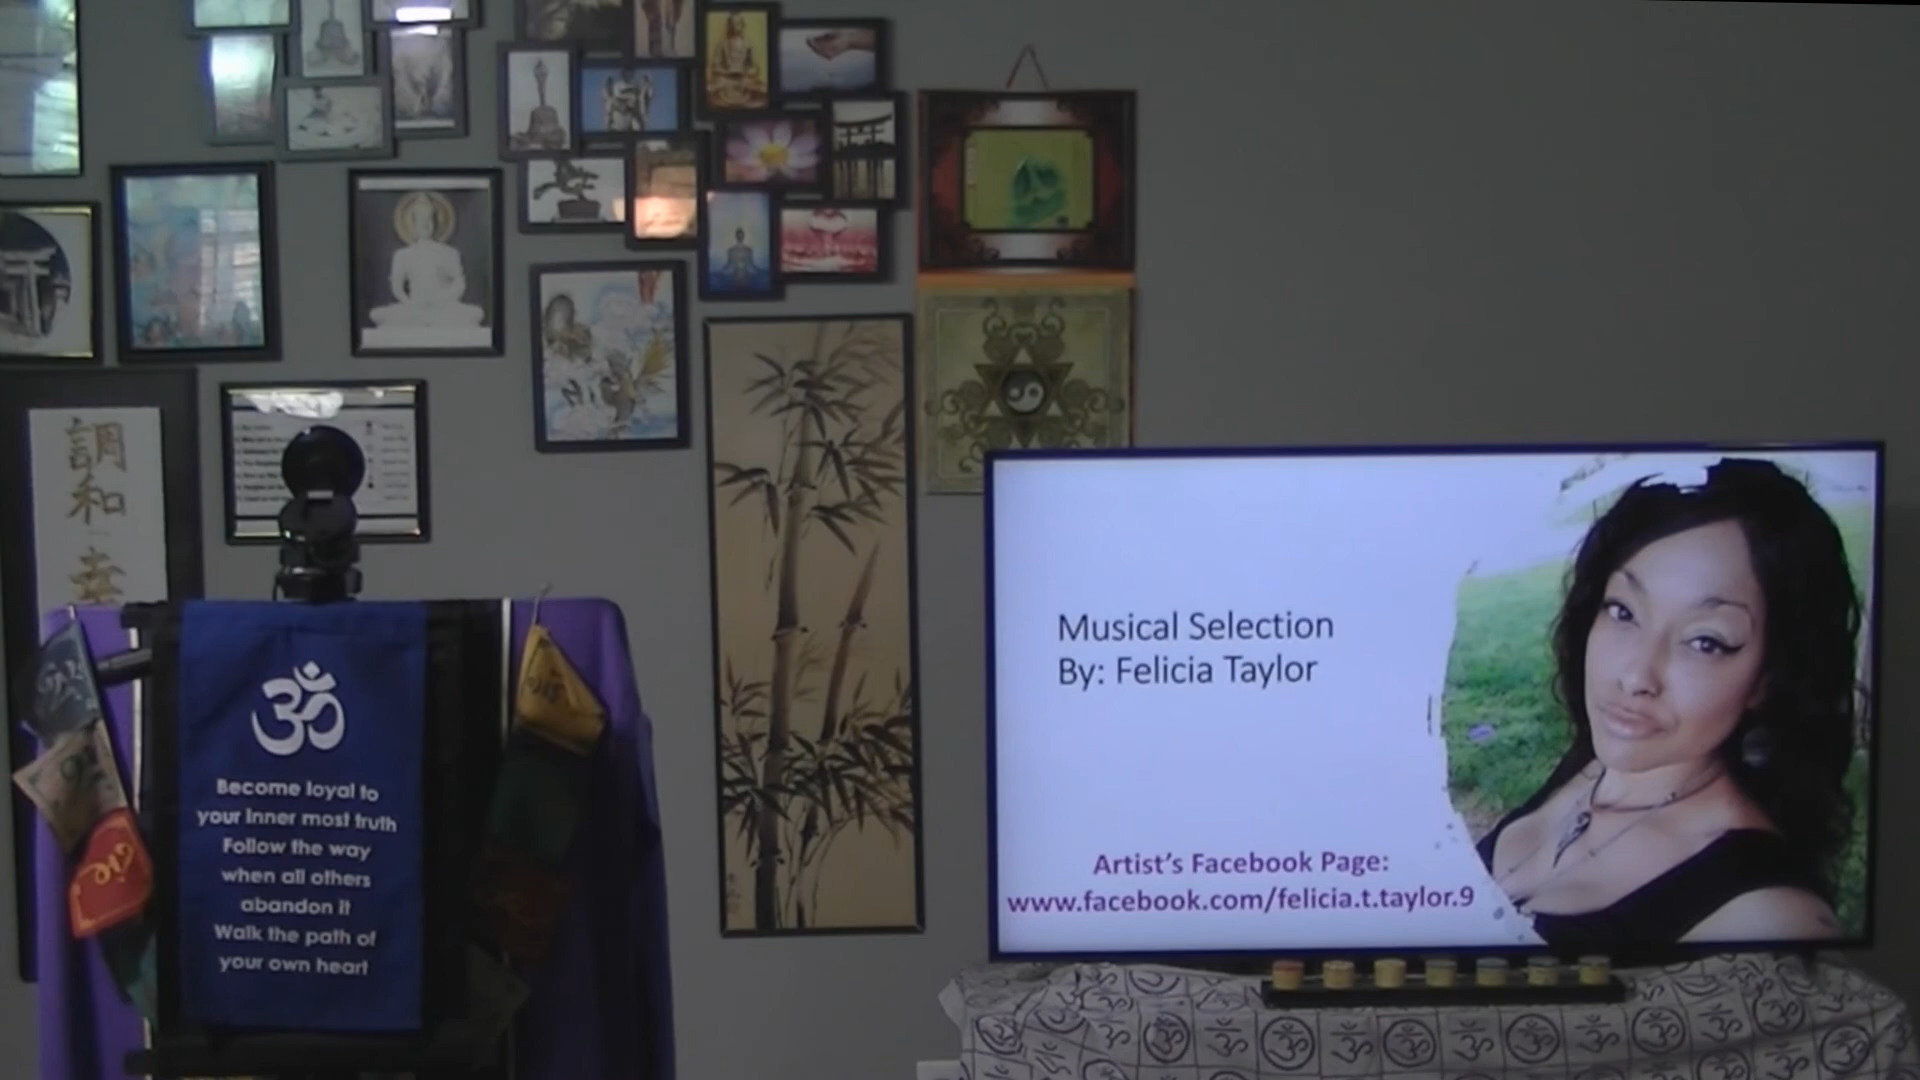 調
和
幸
ॐ
Become loyal to
your inner most truth
Follow the way
when all others
abandon it
Walk the path of
your own heart
Musical Selection
By: Felicia Taylor
Artist's Facebook Page:
www.facebook.com/felicia.t.taylor.9